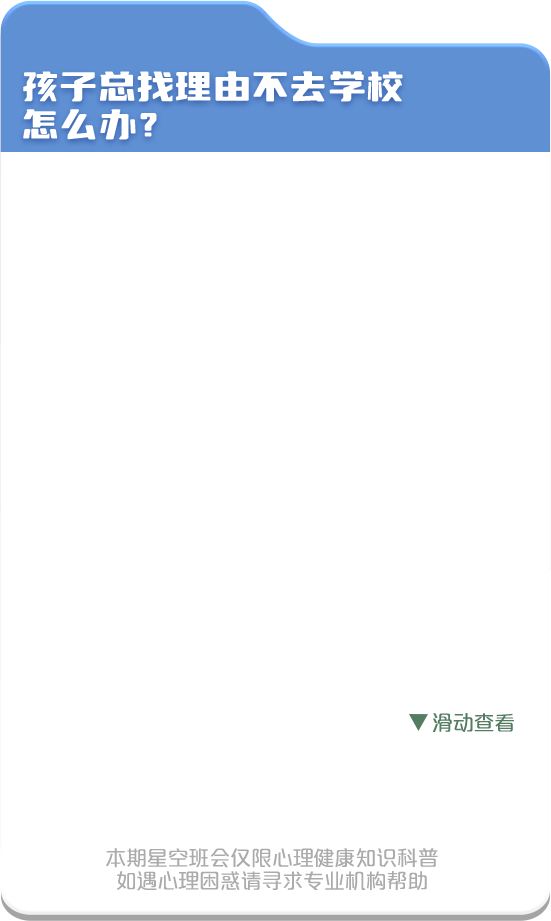 孩子总找理由不去学校
怎么办？
▼滑动查看
本期星空班会仅限心理健康知识科普
如遇心理困惑请寻求专业机构帮助